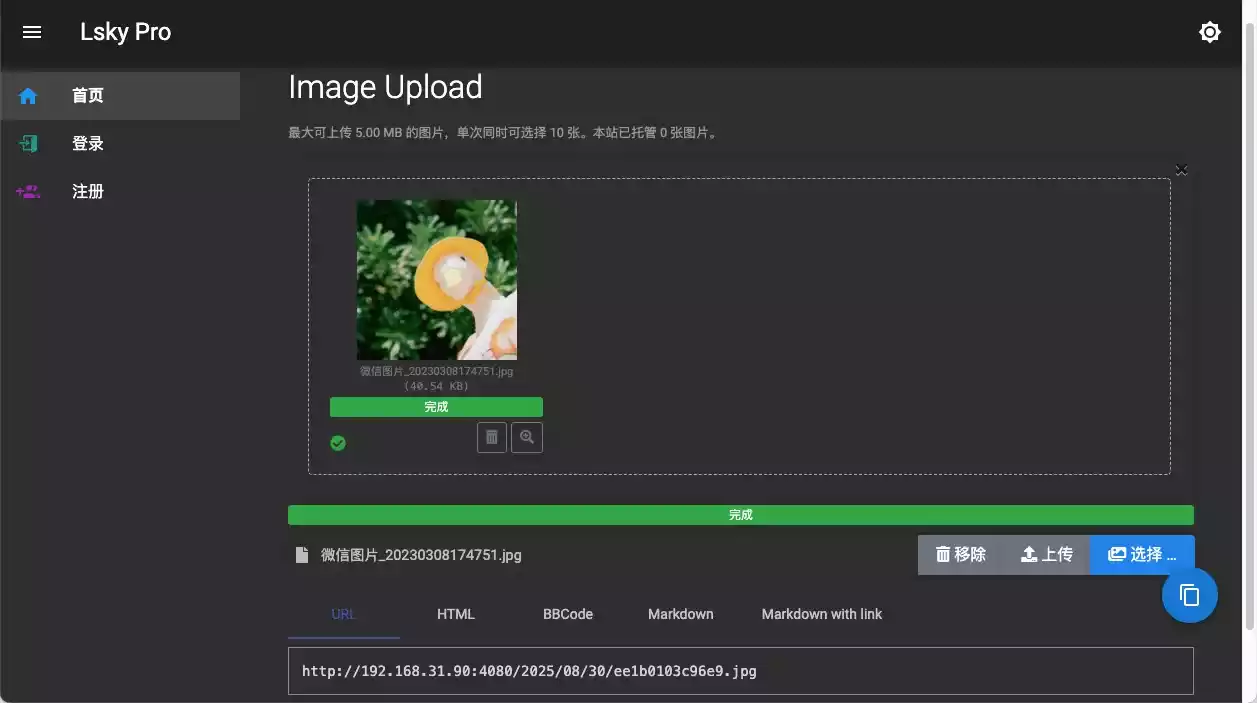 Lsky Pro
首页
登录
注册
Image Upload
最大可上传 5.00 MB 的图片，单次同时可选择 10 张。本站已托管 0 张图片。
微信图片_20230308174751.jpg
(40.54 KB)
完成
完成
微信图片_20230308174751.jpg
移除 上传 选择 ...
URL HTML BBCode Markdown Markdown with link
http://192.168.31.90:4080/2025/08/30/ee1b0103c96e9.jpg